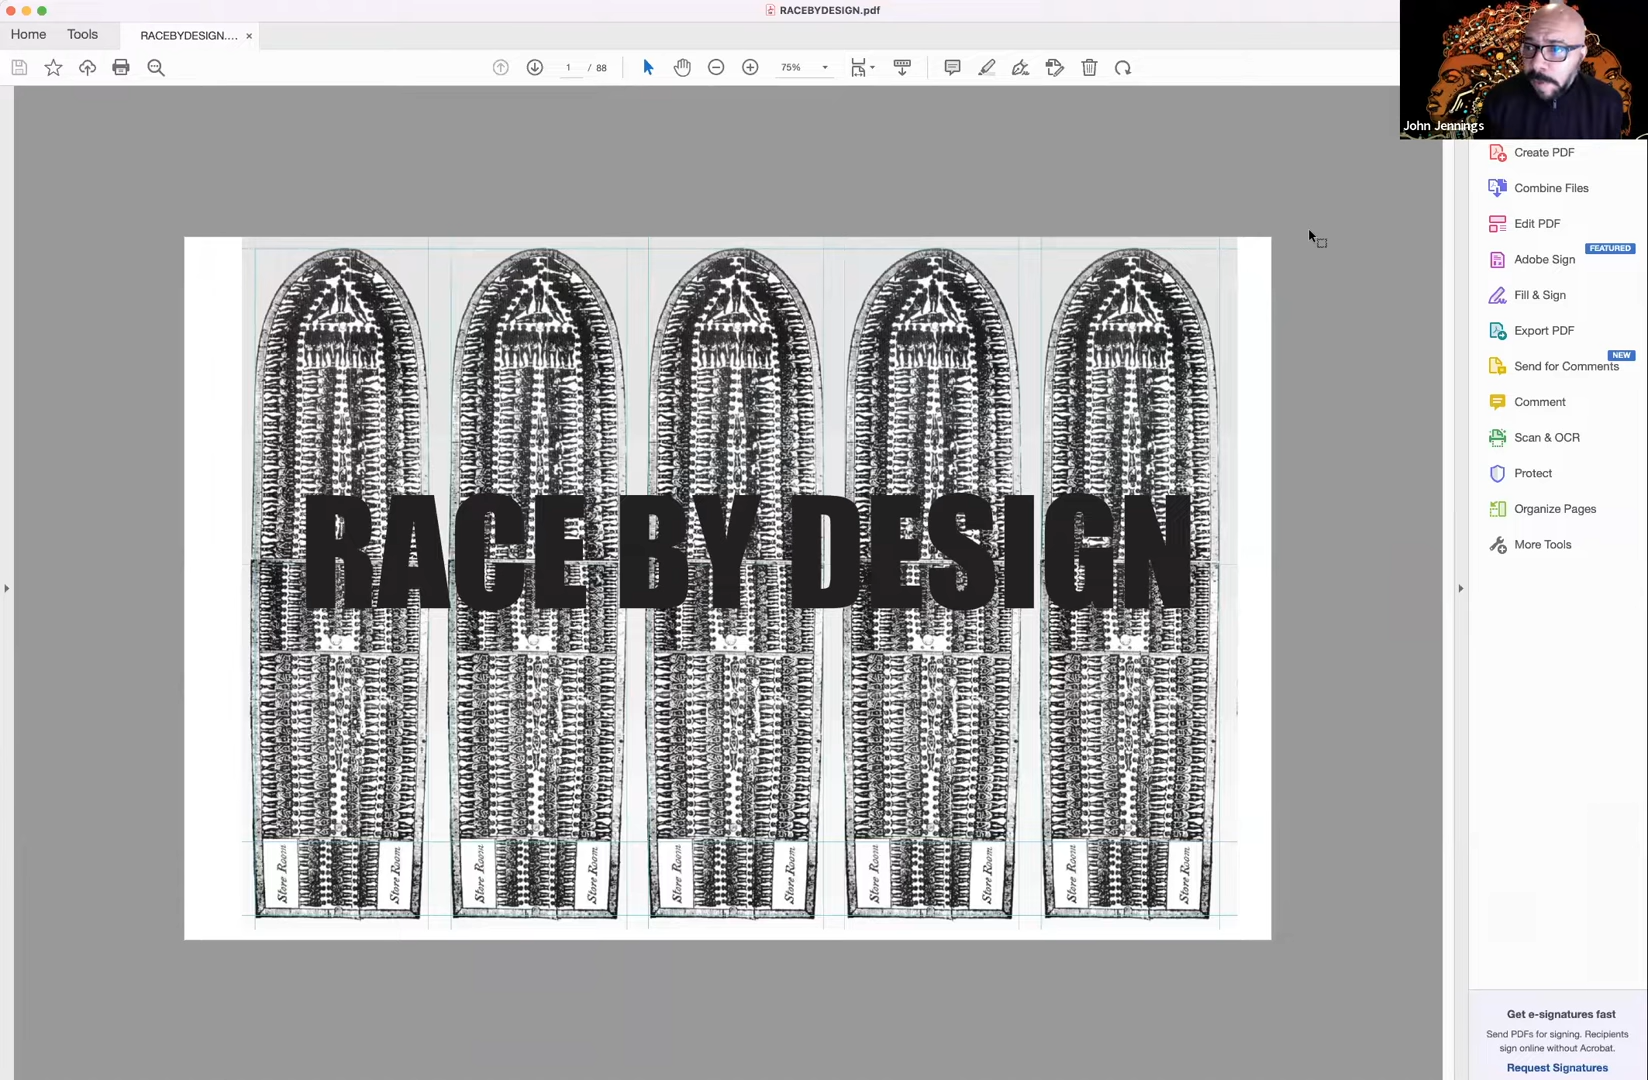 RACEBYDESIGN.pdf
Home
Tools
RACEBYDESIGN....
1 / 88
75%
John Jennings
Create PDF
Combine Files
Edit PDF
FEATURED
Adobe Sign
Fill & Sign
Export PDF
NEW
Send for Comments
Comment
Scan & OCR
Protect
Organize Pages
More Tools
RACE BY DESIGN
Store Room Store Room. Store Room Store Room. Store Room Store Room. Store Room Store Room. Store Room Store Room.
Get e-signatures fast
Send PDFs for signing. Recipients
sign online without Acrobat.
Request Signatures